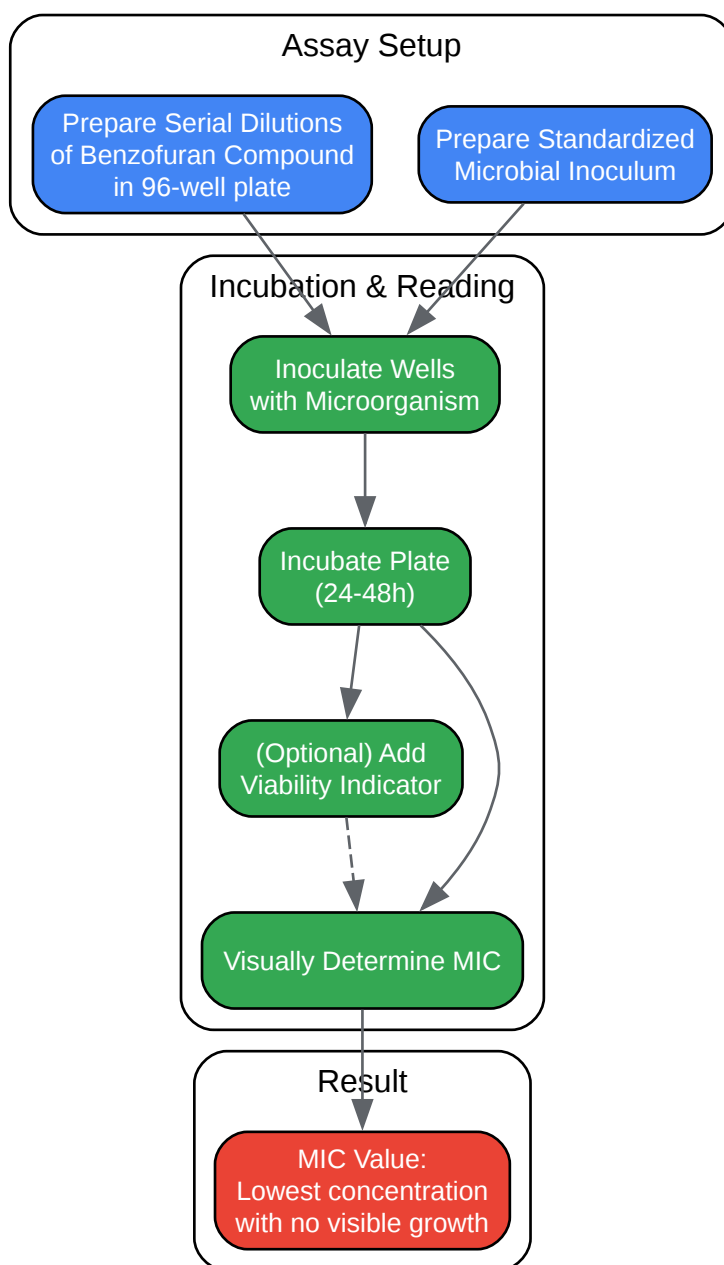 Assay Setup
Prepare Serial Dilutions
of Benzofuran Compound
in 96-well plate
Prepare Standardized
Microbial Inoculum
Incubation & Reading
Inoculate Wells
with Microorganism
Incubate Plate
(24-48h)
(Optional) Add
Viability Indicator
Visually Determine MIC
Result
MIC Value:
Lowest concentration
with no visible growth